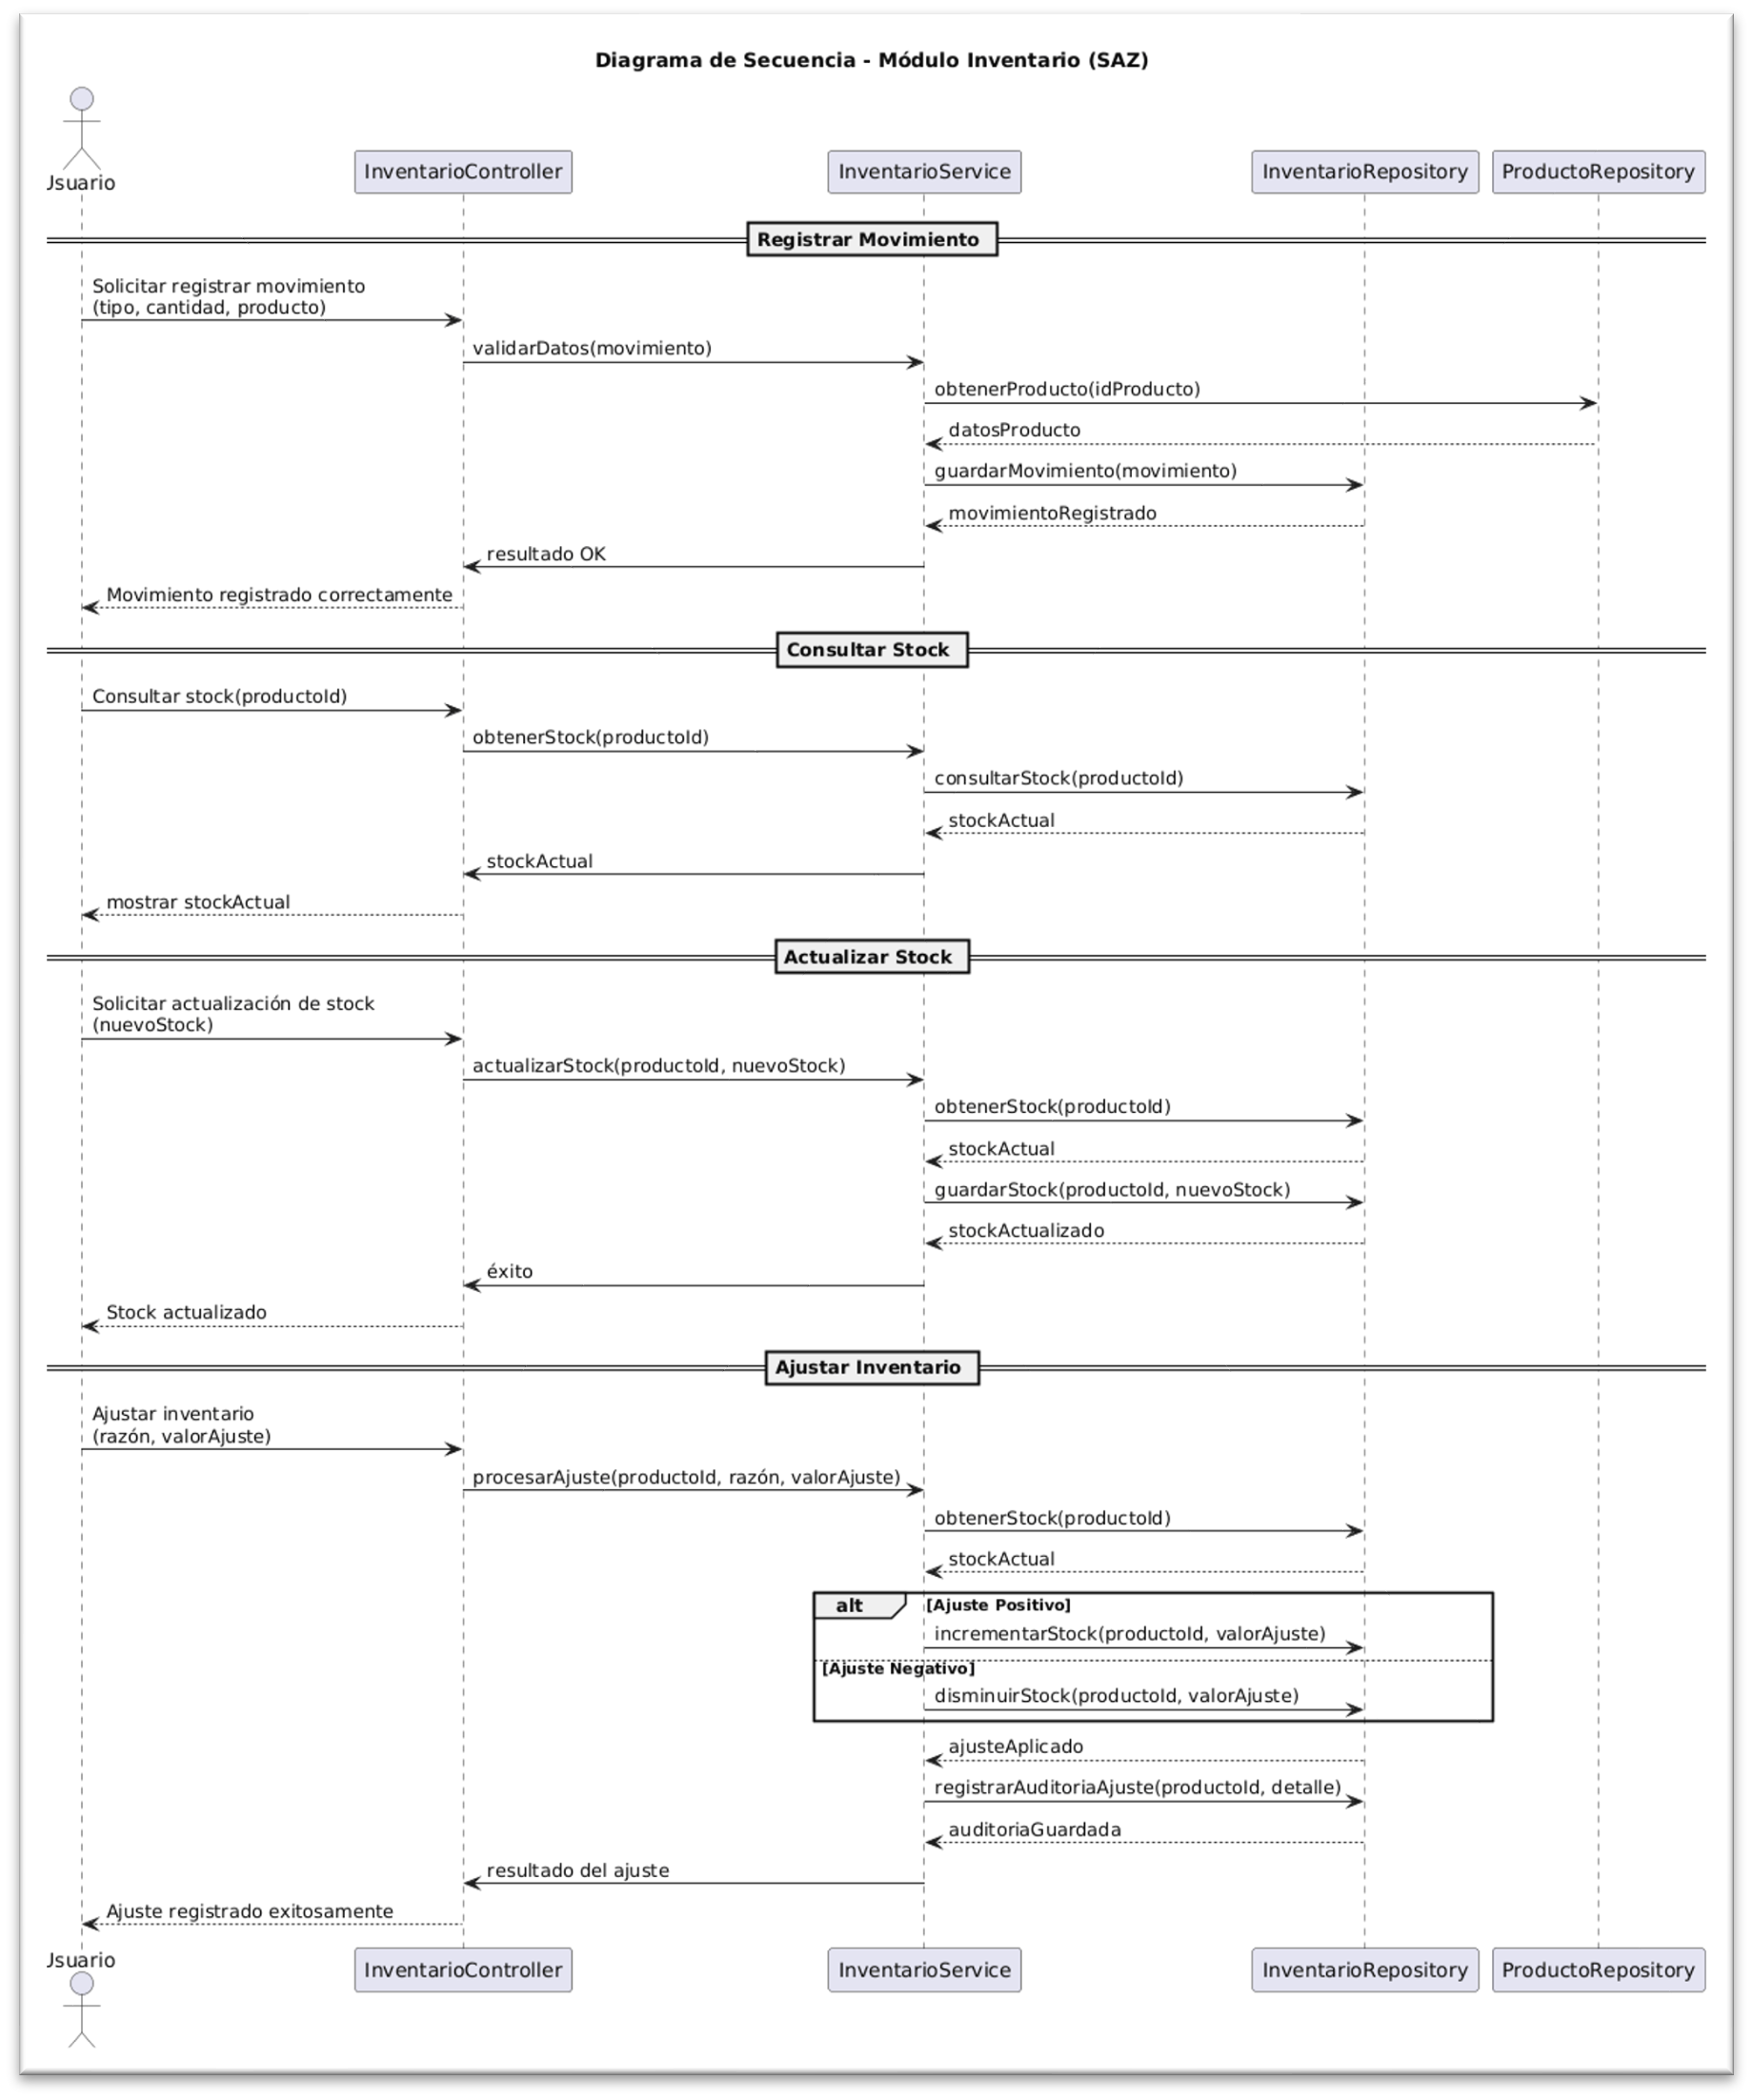 Diagrama de Secuencia - Módulo Inventario (SAZ)
Usuario
InventarioController
InventarioService
InventarioRepository
ProductoRepository
Registrar Movimiento
Solicitar registrar movimiento
(tipo, cantidad, producto)
validarDatos(movimiento)
obtenerProducto(idProducto)
datosProducto
guardarMovimiento(movimiento)
movimientoRegistrado
resultado OK
Movimiento registrado correctamente
Consultar Stock
Consultar stock(productoId)
obtenerStock(productoId)
consultarStock(productoId)
stockActual
stockActual
mostrar stockActual
Actualizar Stock
Solicitar actualización de stock
(nuevoStock)
actualizarStock(productoId, nuevoStock)
obtenerStock(productoId)
stockActual
guardarStock(productoId, nuevoStock)
stockActualizado
éxito
Stock actualizado
Ajustar Inventario
Ajustar inventario
(razón, valorAjuste)
procesarAjuste(productoId, razón, valorAjuste)
obtenerStock(productoId)
stockActual
alt [Ajuste Positivo]
incrementarStock(productoId, valorAjuste)
[Ajuste Negativo]
disminuirStock(productoId, valorAjuste)
ajusteAplicado
registrarAuditoriaAjuste(productoId, detalle)
auditoriaGuardada
resultado del ajuste
Ajuste registrado exitosamente
Usuario
InventarioController
InventarioService
InventarioRepository
ProductoRepository